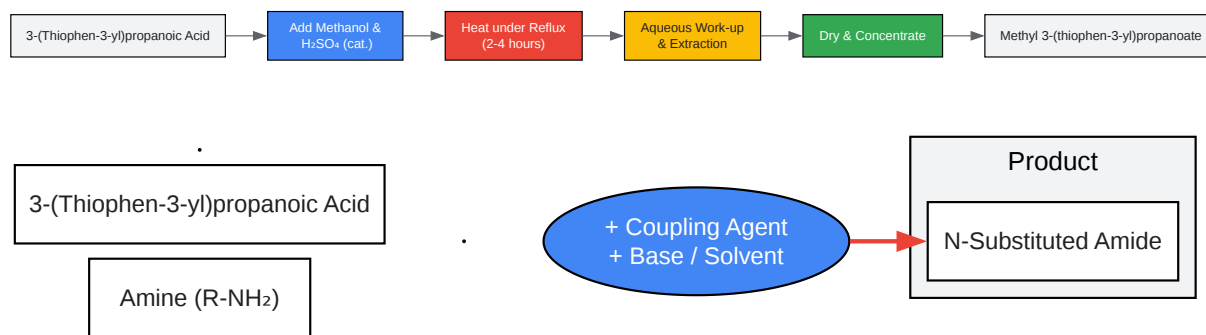 3-(Thiophen-3-yl)propanoic Acid
Add Methanol &
H₂SO₄ (cat.)
Heat under Reflux
(2-4 hours)
Aqueous Work-up
& Extraction
Dry & Concentrate
Methyl 3-(thiophen-3-yl)propanoate
.
3-(Thiophen-3-yl)propanoic Acid
Amine (R-NH₂)
.
+ Coupling Agent
+ Base / Solvent
Product
N-Substituted Amide